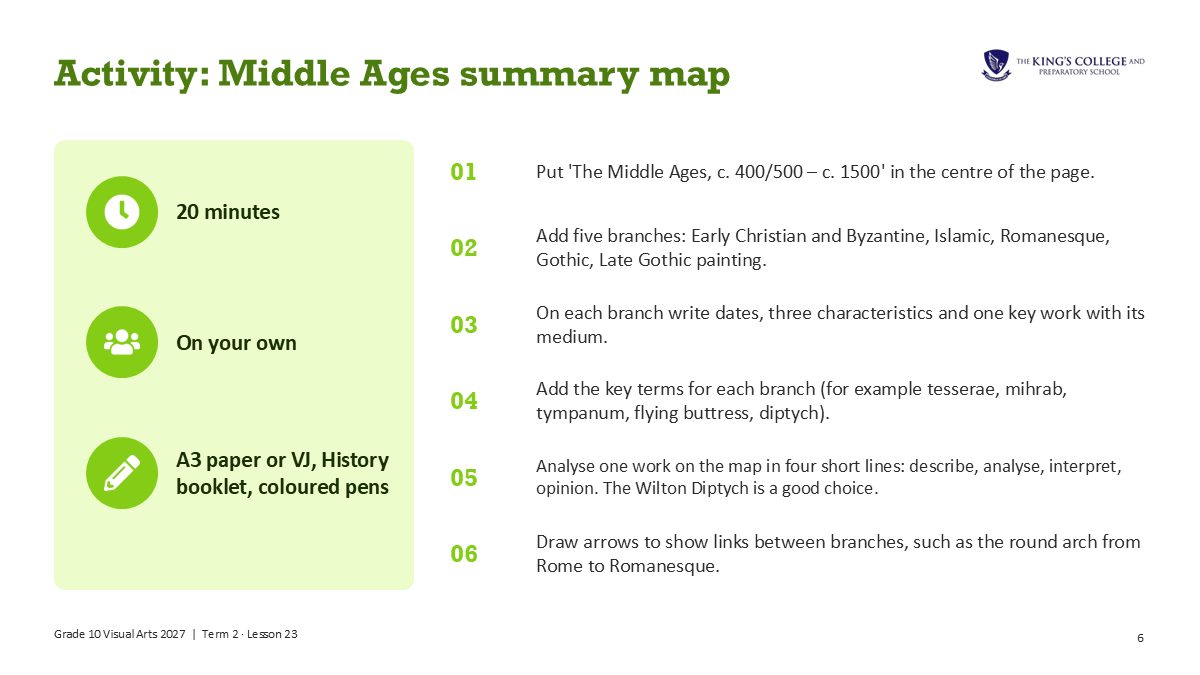 Activity: Middle Ages summary map
THE KING'S COLLEGE AND
PREPARATORY SCHOOL
20 minutes
On your own
A3 paper or VJ, History
booklet, coloured pens
01
Put 'The Middle Ages, c. 400/500 – c. 1500' in the centre of the page.
02
Add five branches: Early Christian and Byzantine, Islamic, Romanesque,
Gothic, Late Gothic painting.
03
On each branch write dates, three characteristics and one key work with its
medium.
04
Add the key terms for each branch (for example tesserae, mihrab,
tympanum, flying buttress, diptych).
05
Analyse one work on the map in four short lines: describe, analyse, interpret,
opinion. The Wilton Diptych is a good choice.
06
Draw arrows to show links between branches, such as the round arch from
Rome to Romanesque.
Grade 10 Visual Arts 2027 | Term 2 · Lesson 23
6